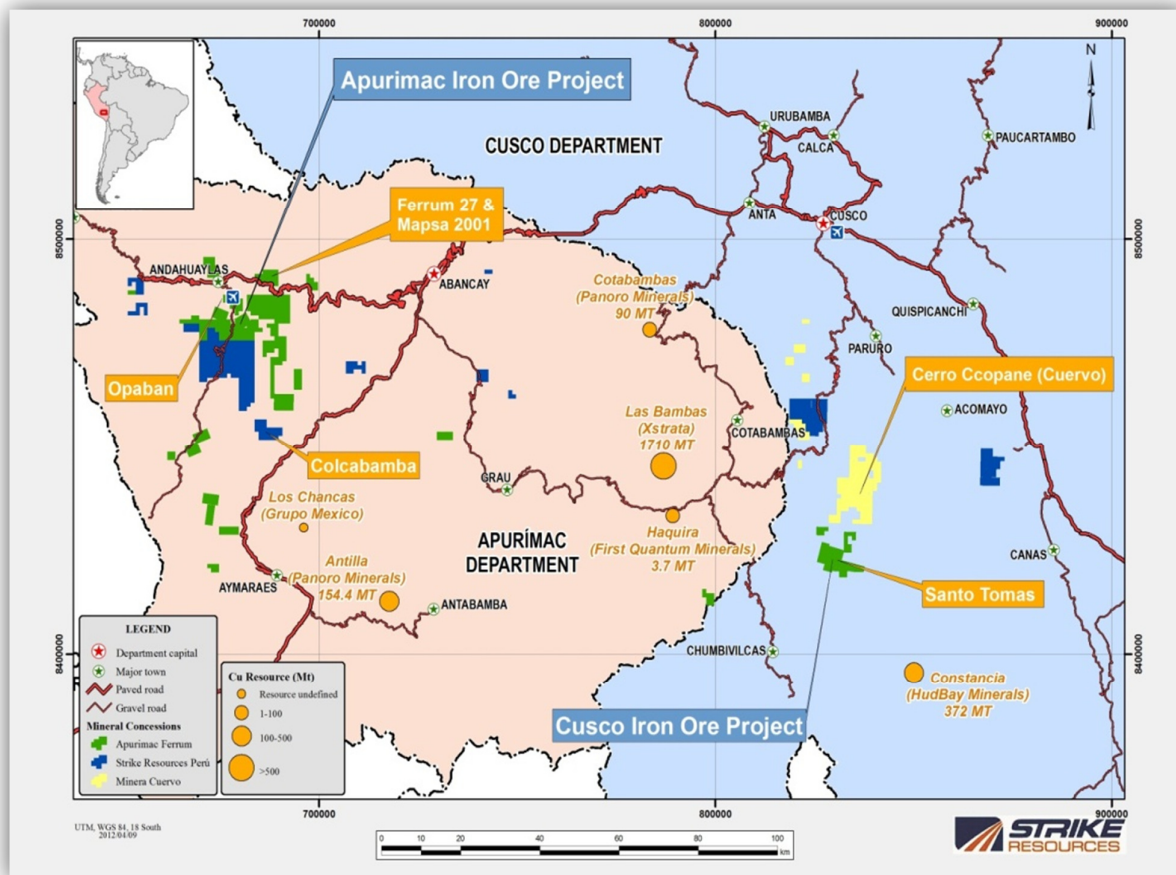 700000
800000
900000
N
Apurimac Iron Ore Project
URUBAMBA
CALCA
PAUCARTAMBO
CUSCO DEPARTMENT
Ferrum 27 &
Mapsa 2001
ANTA
CUSCO
8500000
8500000
ANDAHUAYLAS
ABANCAY
Cotabambas
(Panoro Minerals)
90 MT
QUISPICANCHI
PARURO
Opaban
Cerro Ccopane (Cuervo)
Las Bambas
(Xstrata)
1710 MT
ACOMAYO
COTABAMBAS
Colcabamba
GRAU
Los Chancas
(Grupo Mexico)
APURÍMAC
DEPARTMENT
Haquira
(First Quantum Minerals)
3.7 MT
CANAS
Antilla
(Panoro Minerals)
154.4 MT
AYMARAES
ANTABAMBA
Santo Tomas
CHUMBIVILCAS
8400000
8400000
Constancia
(HudBay Minerals)
372 MT
Cusco Iron Ore Project
LEGEND
Department capital
Major town
Paved road
Gravel road
Mineral Concessions
Apurimac Ferrum
Strike Resources Perú
Minera Cuervo
Cu Resource (Mt)
Resource undefined
1-100
100-500
>500
700000
800000
900000
UTM, WGS 84, 18 South
2012/04/09
0 10 20 40 60 80 100
km
STRIKE
RESOURCES